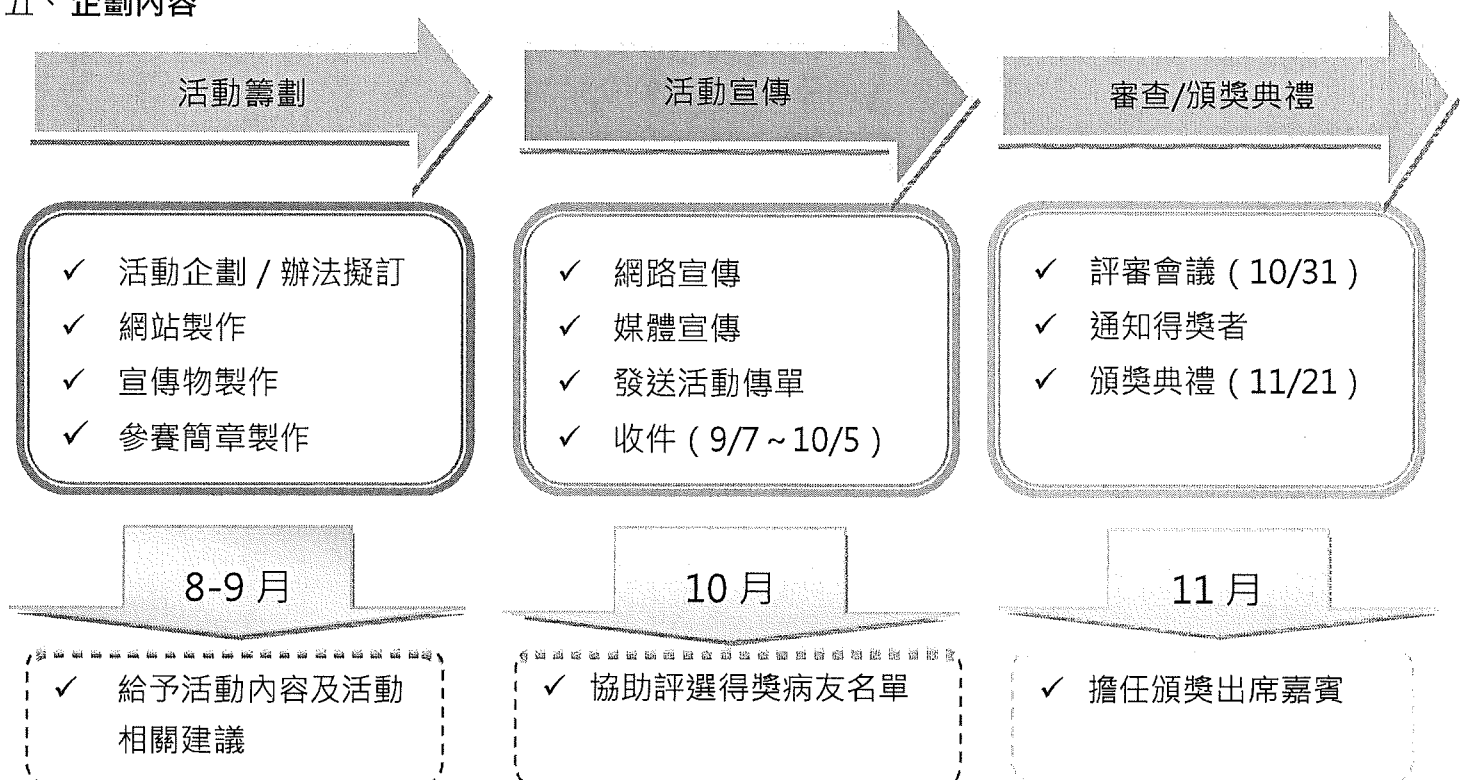 五、企劃內容
活動籌劃
活動宣傳
審查/頒獎典禮
✓ 活動企劃 / 辦法擬訂
✓ 網站製作
✓ 宣傳物製作
✓ 參賽簡章製作
✓ 網路宣傳
✓ 媒體宣傳
✓ 發送活動傳單
✓ 收件 ( 9/7 ~ 10/5 )
✓ 評審會議 ( 10/31 )
✓ 通知得獎者
✓ 頒獎典禮 ( 11/21 )
8-9 月
10 月
11 月
✓ 給予活動內容及活動
相關建議
✓ 協助評選得獎病友名單
✓ 擔任頒獎出席嘉賓